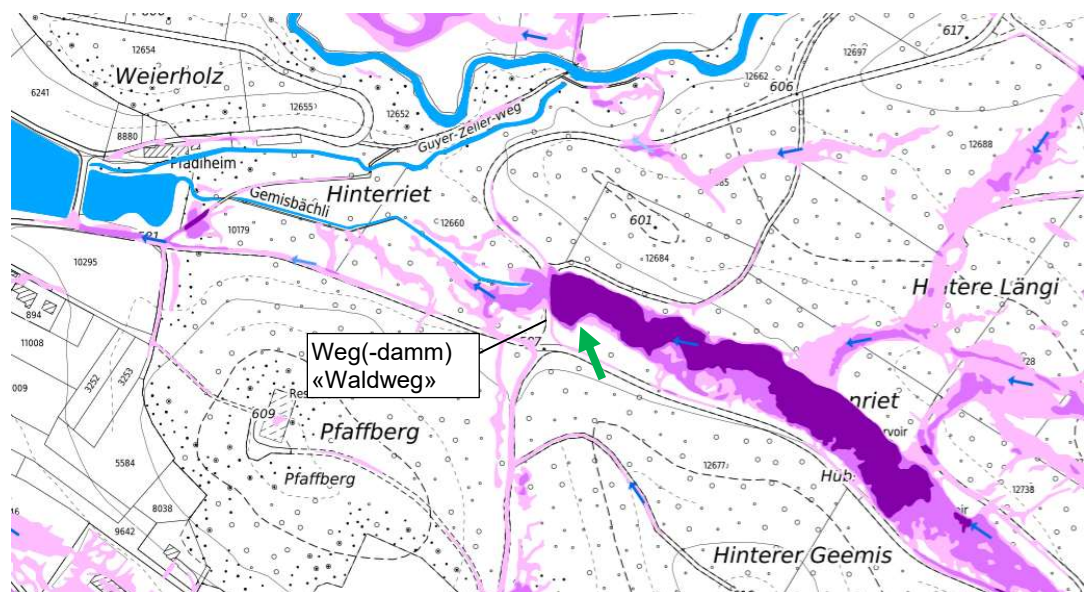 12654
617
Weierholz
12697
12662
606
6241
12655
12652
Guyer-Zeller-weg
8880
12688
Pfadiheim
Hinterriet
Gemisbächli
601
12660
10179
12684
10295
Hintere Längi
894
Weg(-damm)
«Waldweg»
11008
3252
3253
609
Pfaffberg
Pfaffberg
5584
12677
12738
8038
9642
Hinterer Geemis